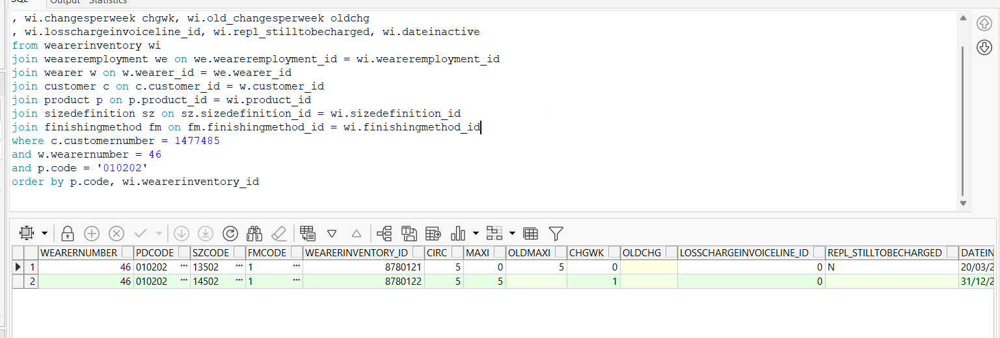 Output Statistics
, wi.changesperweek chgwk, wi.old_changesperweek oldchg
, wi.losschargeinvoiceline_id, wi.repl_stilltobecharged, wi.dateinactive
from wearerinventory wi
join weareremployment we on we.weareremployment_id = wi.weareremployment_id
join wearer w on w.wearer_id = we.wearer_id
join customer c on c.customer_id = w.customer_id
join product p on p.product_id = wi.product_id
join sizedefinition sz on sz.sizedefinition_id = wi.sizedefinition_id
join finishingmethod fm on fm.finishingmethod_id = wi.finishingmethod_id
where c.customernumber = 1477485
and w.wearernumber = 46
and p.code = '010202'
order by p.code, wi.wearerinventory_id
WEARERNUMBER PDCODE SZCODE FMCODE WEARERINVENTORY_ID CIRC MAXI OLDMAXI CHGWK OLDCHG LOSSCHARGEINVOICELINE_ID REPL_STILLTOBECHARGED DATEIN
1 46 010202 ... 13502 ... 1 ... 8780121 5 0 5 0 0 N 20/03/2
2 46 010202 ... 14502 ... 1 ... 8780122 5 5 1 0 31/12/2